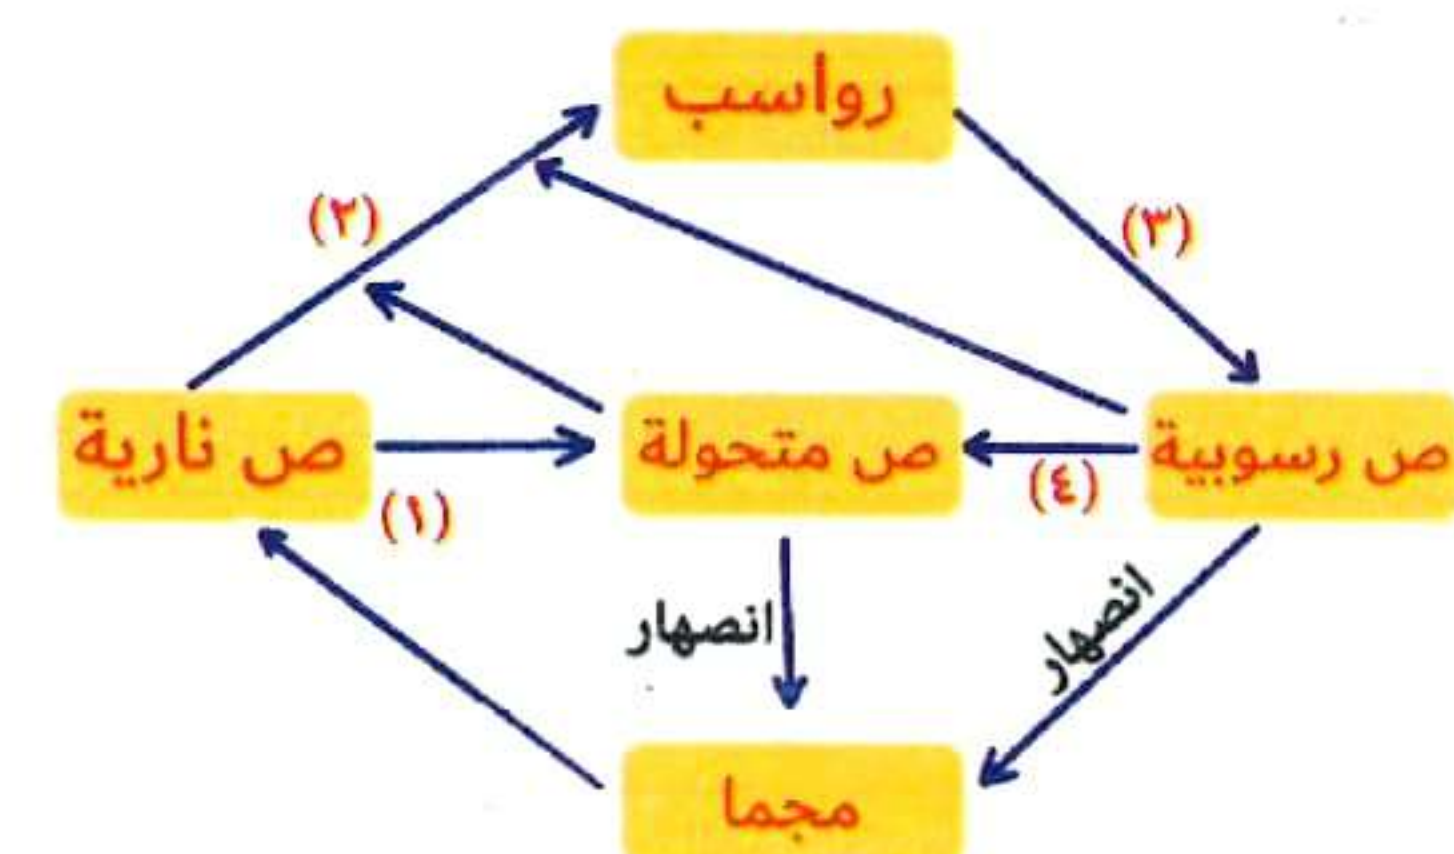 رواسب
(٢)
(٣)
ص نارية
ص متحولة
ص رسوبية
(١)
(٤)
انصهار
انصهار
مجما